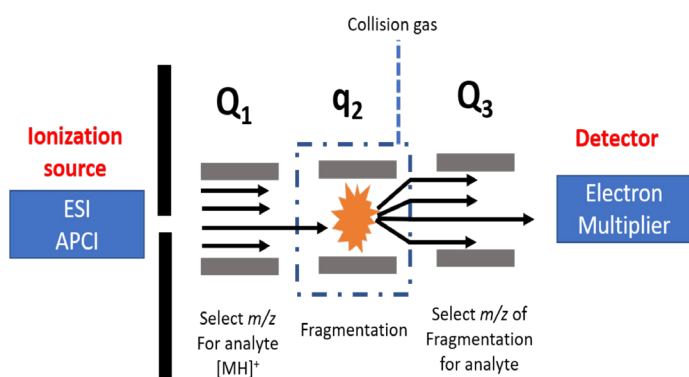 Collision gas
Q₁
q₂
Q₃
Ionization
source
Detector
ESI
APCI
Electron
Multiplier
Select m/z
For analyte
[MH]⁺
Fragmentation
Select m/z of
Fragmentation
for analyte